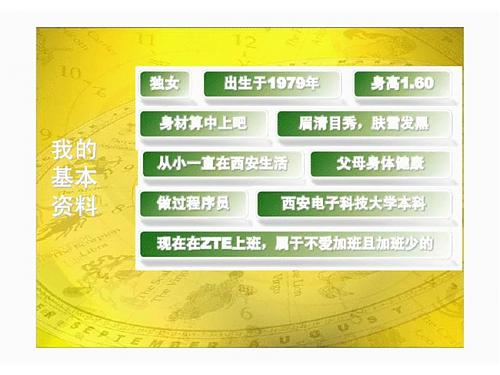 我的
基本
资料
独女
出生于1979年
身高1.60
身材算中上吧
眉清目秀，肤雪发黑
从小一直在西安生活
父母身体健康
做过程序员
西安电子科技大学本科
现在在ZTE上班，属于不爱加班且加班少的
SEPTEMBER
AUGUST